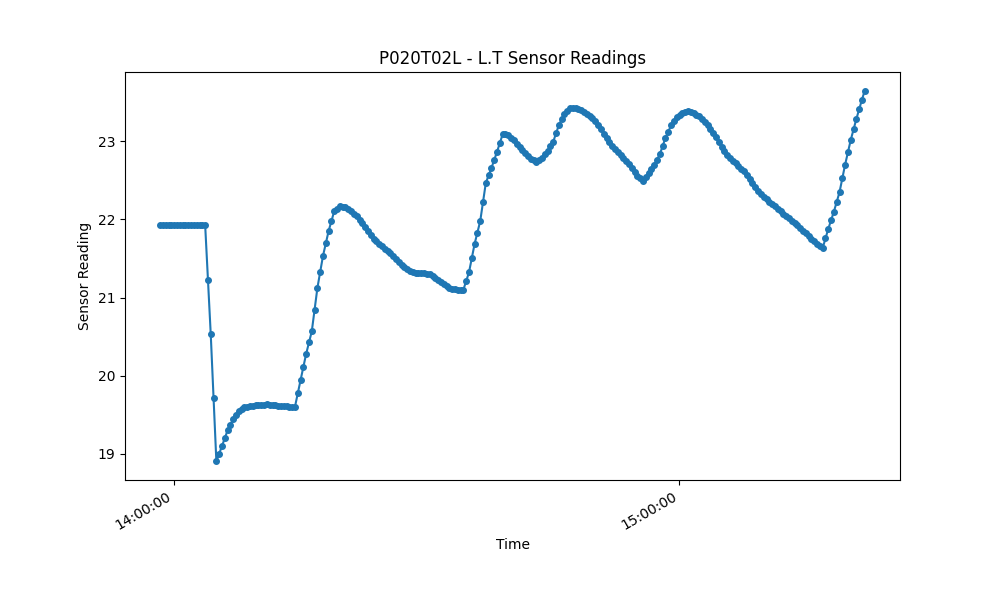 P020T02L - L.T Sensor Readings
Sensor Reading
23
22
21
20
19
14:00:00
15:00:00
Time